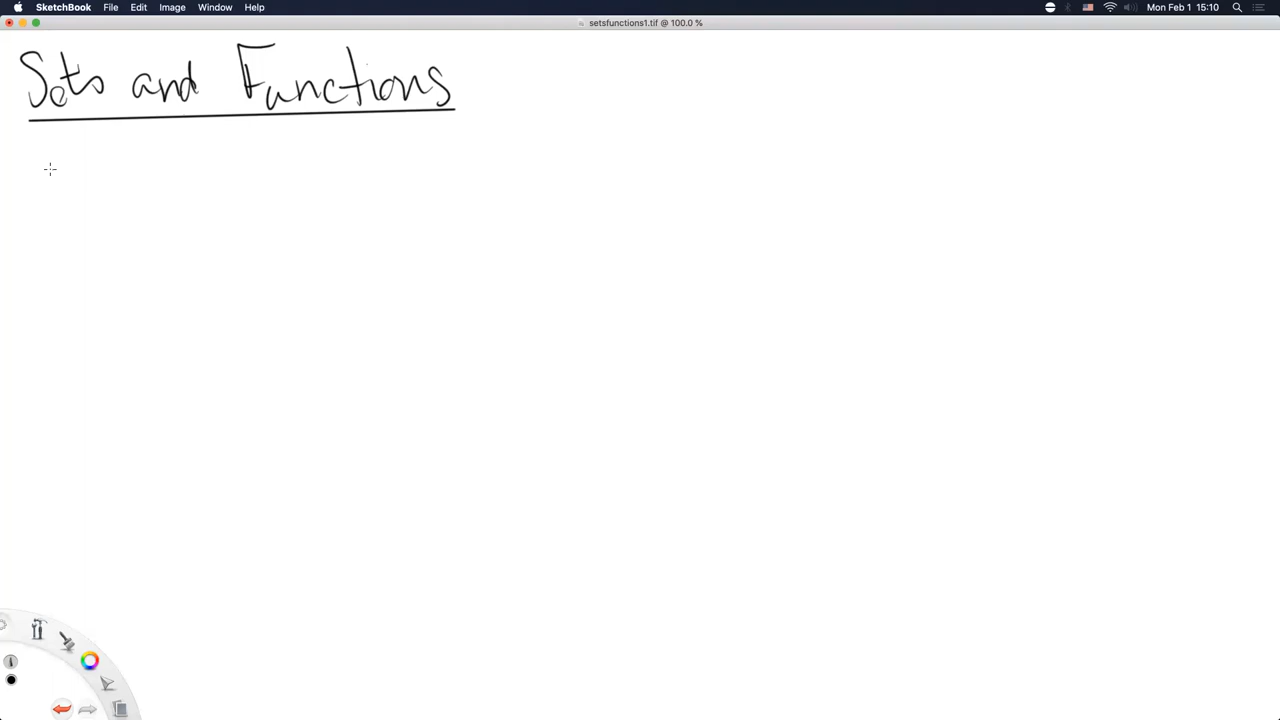 SketchBook File Edit Image Window Help Mon Feb 1 15:10
setsfunctions1.tif @ 100.0 %
Sets and Functions